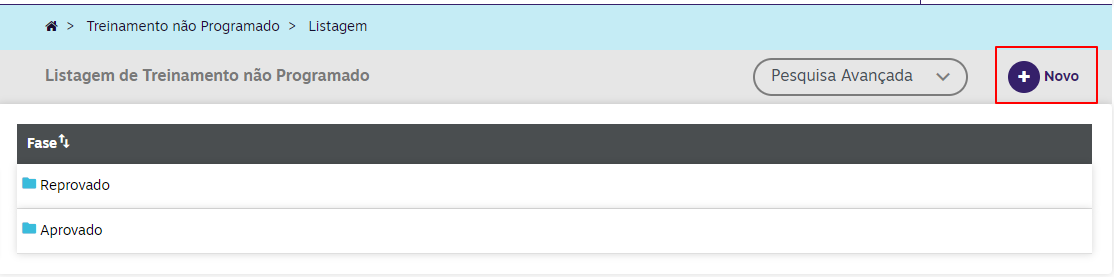 > Treinamento não Programado > Listagem
Listagem de Treinamento não Programado Pesquisa Avançada Novo
Fase
Reprovado
Aprovado